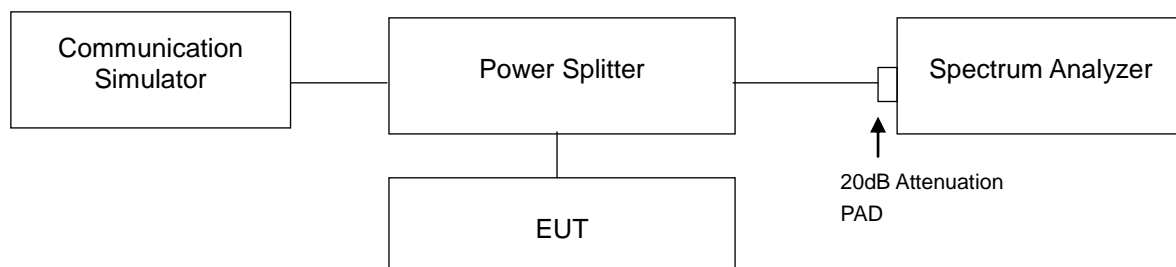 Communication
Simulator
Power Splitter
Spectrum Analyzer
20dB Attenuation
PAD
EUT